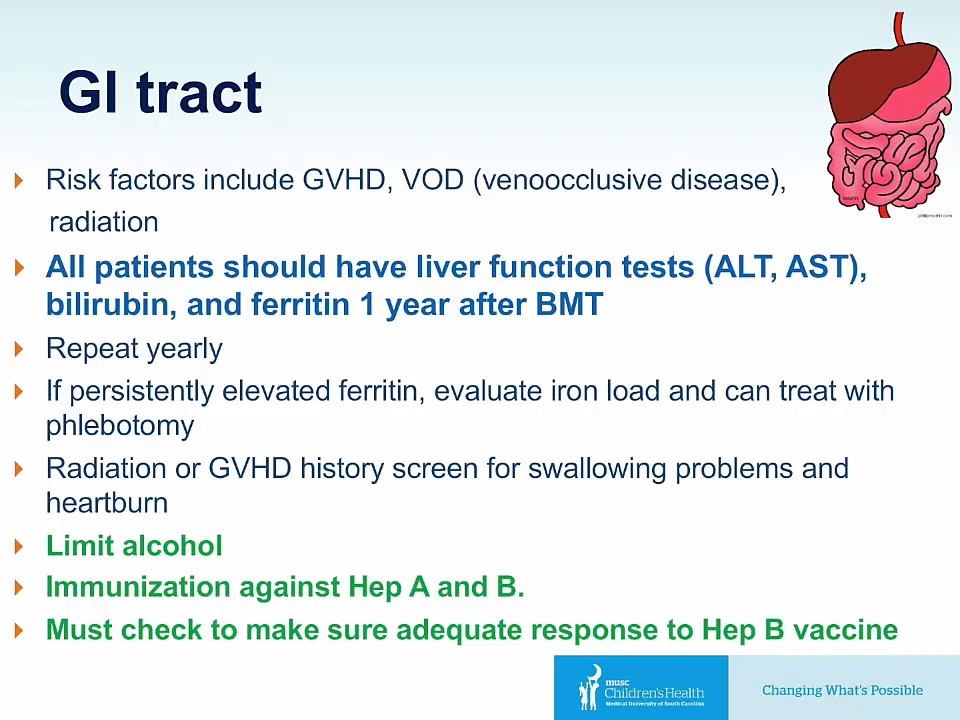 GI tract
Risk factors include GVHD, VOD (venoocclusive disease),
radiation
All patients should have liver function tests (ALT, AST),
bilirubin, and ferritin 1 year after BMT
Repeat yearly
If persistently elevated ferritin, evaluate iron load and can treat with
phlebotomy
Radiation or GVHD history screen for swallowing problems and
heartburn
Limit alcohol
Immunization against Hep A and B.
Must check to make sure adequate response to Hep B vaccine
musc
Children's Health
Medical University of South Carolina
Changing What's Possible